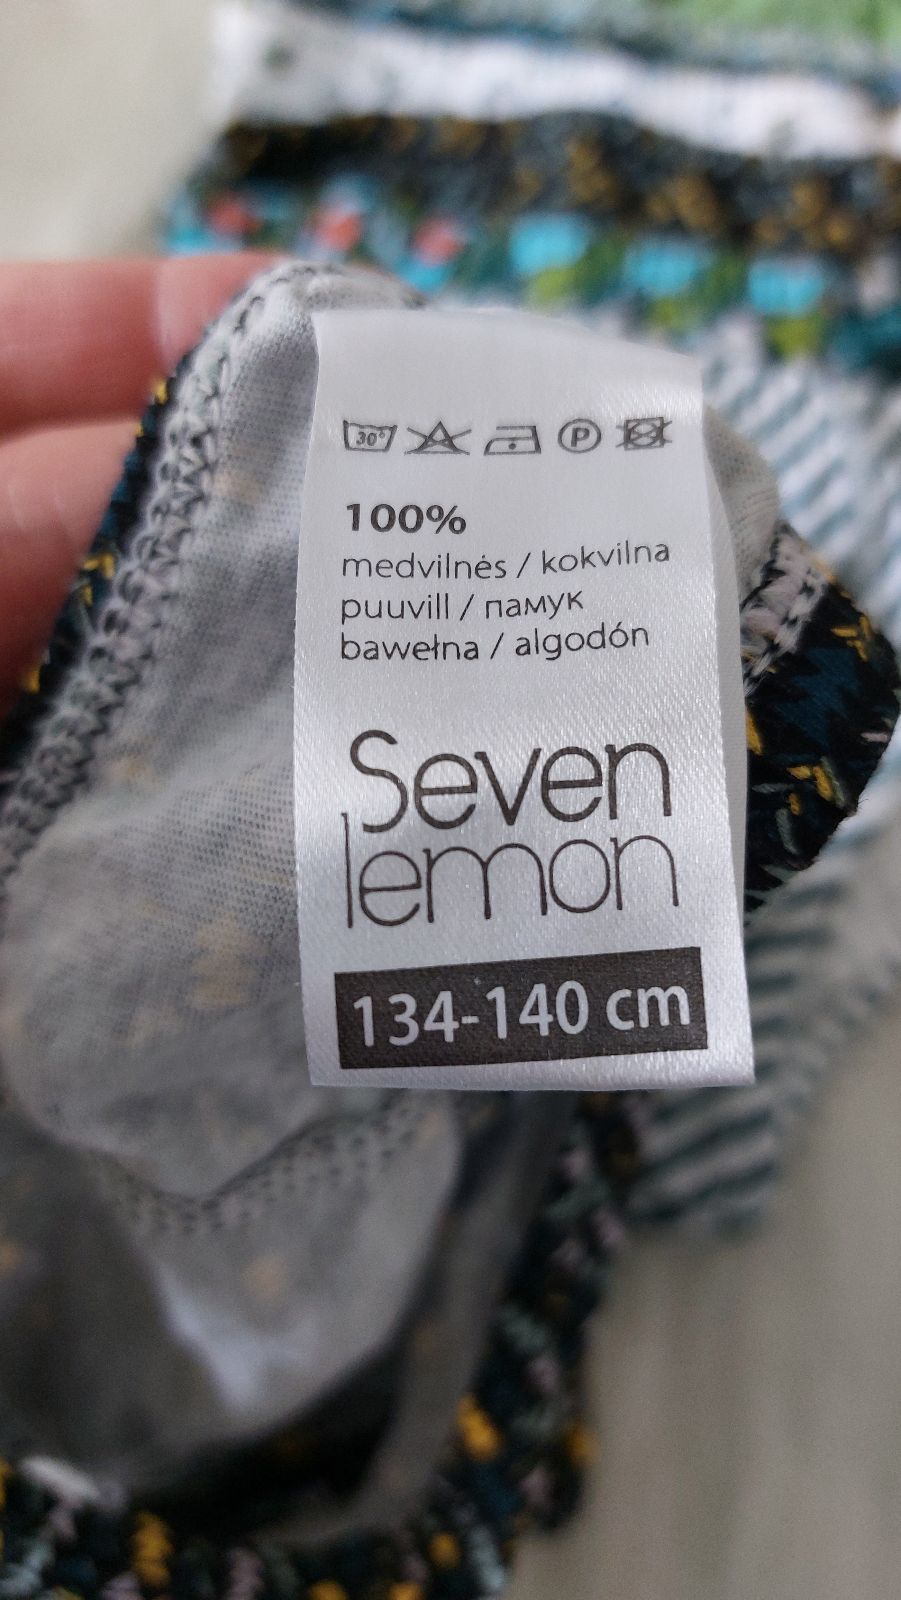 30°
P
100%
medvilnės / kokvilna
puuvill / памук
bawełna / algodón
Seven
lemon
134-140 cm